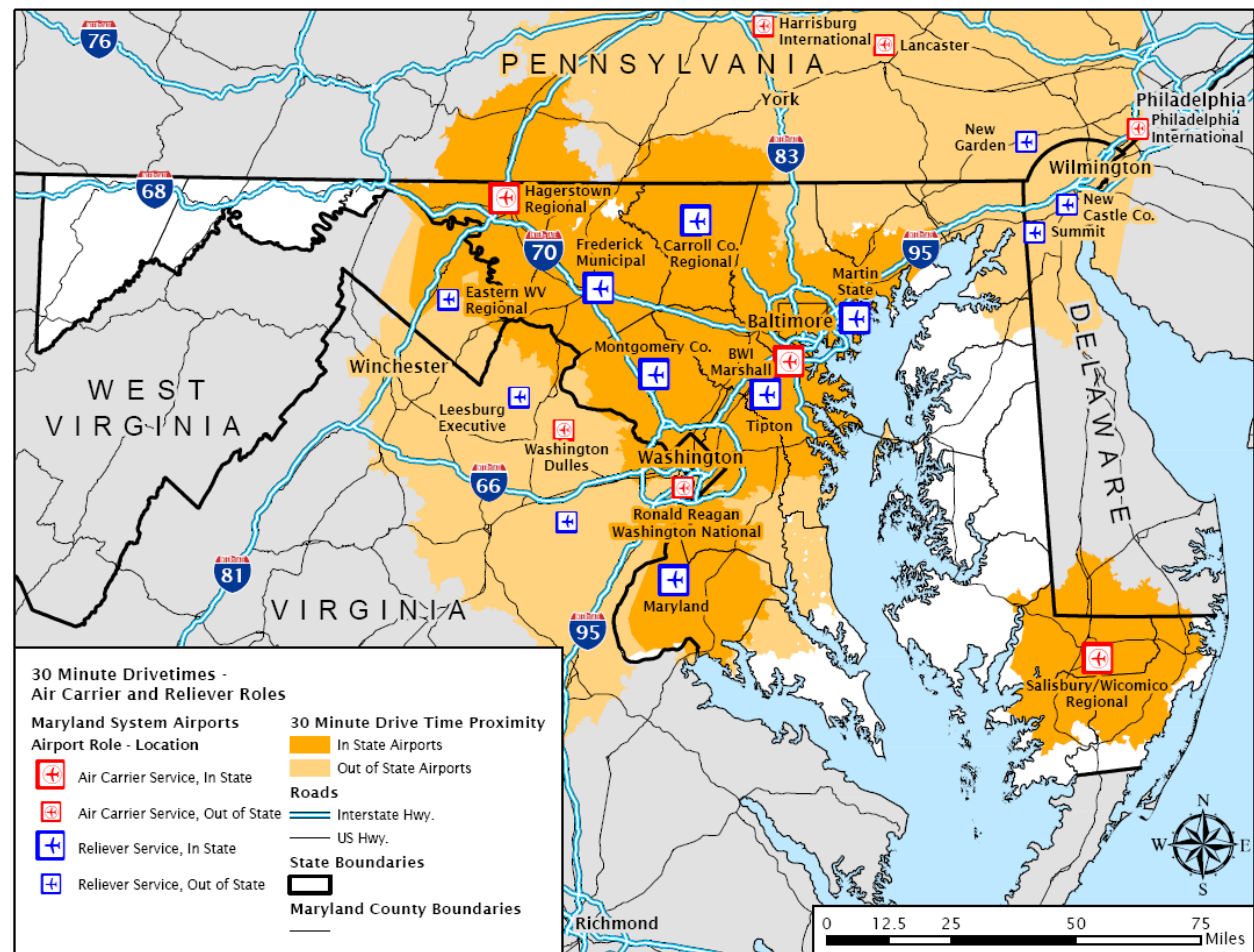 76
Harrisburg
International
Lancaster
PENNSYLVANIA
York
Philadelphia
Philadelphia
International
New
Garden
83
Wilmington
68
Hagerstown
Regional
New
Castle Co.
Summit
70
Frederick
Municipal
Carroll Co.
Regional
95
Martin
State
Eastern WV
Regional
Baltimore
DELAWARE
Winchester
Montgomery Co.
BWI
Marshall
WEST
VIRGINIA
Leesburg
Executive
Tipton
Washington
Dulles
Washington
66
Ronald Reagan
Washington National
81
Maryland
VIRGINIA
95
Salisbury/Wicomico
Regional
30 Minute Drivetimes -
Air Carrier and Reliever Roles
Maryland System Airports
Airport Role - Location
Air Carrier Service, In State
Air Carrier Service, Out of State
Reliever Service, In State
Reliever Service, Out of State
30 Minute Drive Time Proximity
In State Airports
Out of State Airports
Roads
Interstate Hwy.
US Hwy.
State Boundaries
Maryland County Boundaries
Richmond
N
W E
S
0 12.5 25 50 75
Miles